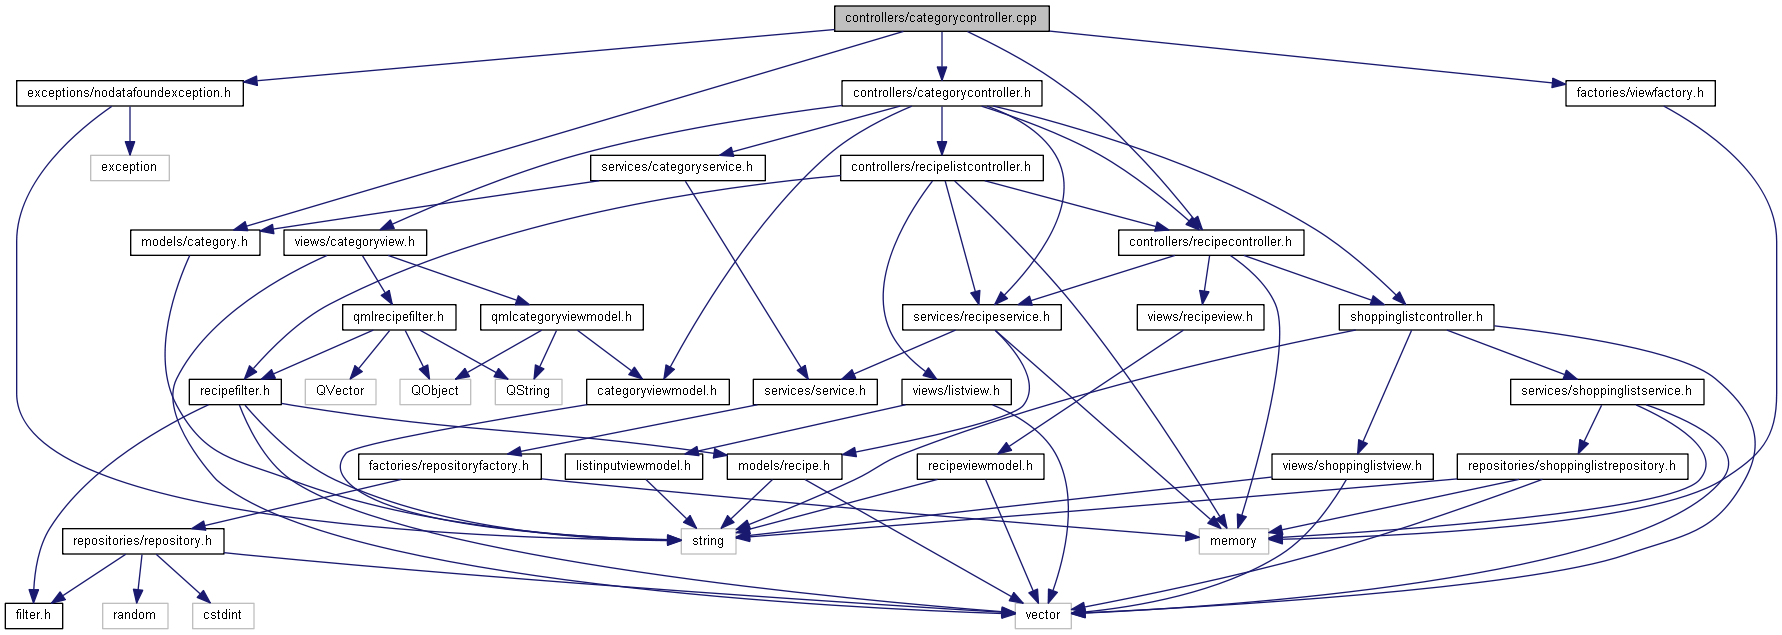 controllers/categorycontroller.cpp
exceptions/nodatafoundexception.h
controllers/categorycontroller.h
factories/viewfactory.h
exception
services/categoryservice.h
controllers/recipelistcontroller.h
models/category.h
views/categoryview.h
controllers/recipecontroller.h
qmlrecipefilter.h
qmlcategoryviewmodel.h
services/recipeservice.h
views/recipeview.h
shoppinglistcontroller.h
recipefilter.h
QVector
QObject
QString
categoryviewmodel.h
services/service.h
views/listview.h
services/shoppinglistservice.h
factories/repositoryfactory.h
listinputviewmodel.h
models/recipe.h
recipeviewmodel.h
views/shoppinglistview.h
repositories/shoppinglistrepository.h
repositories/repository.h
string
memory
filter.h
random
cstdint
vector